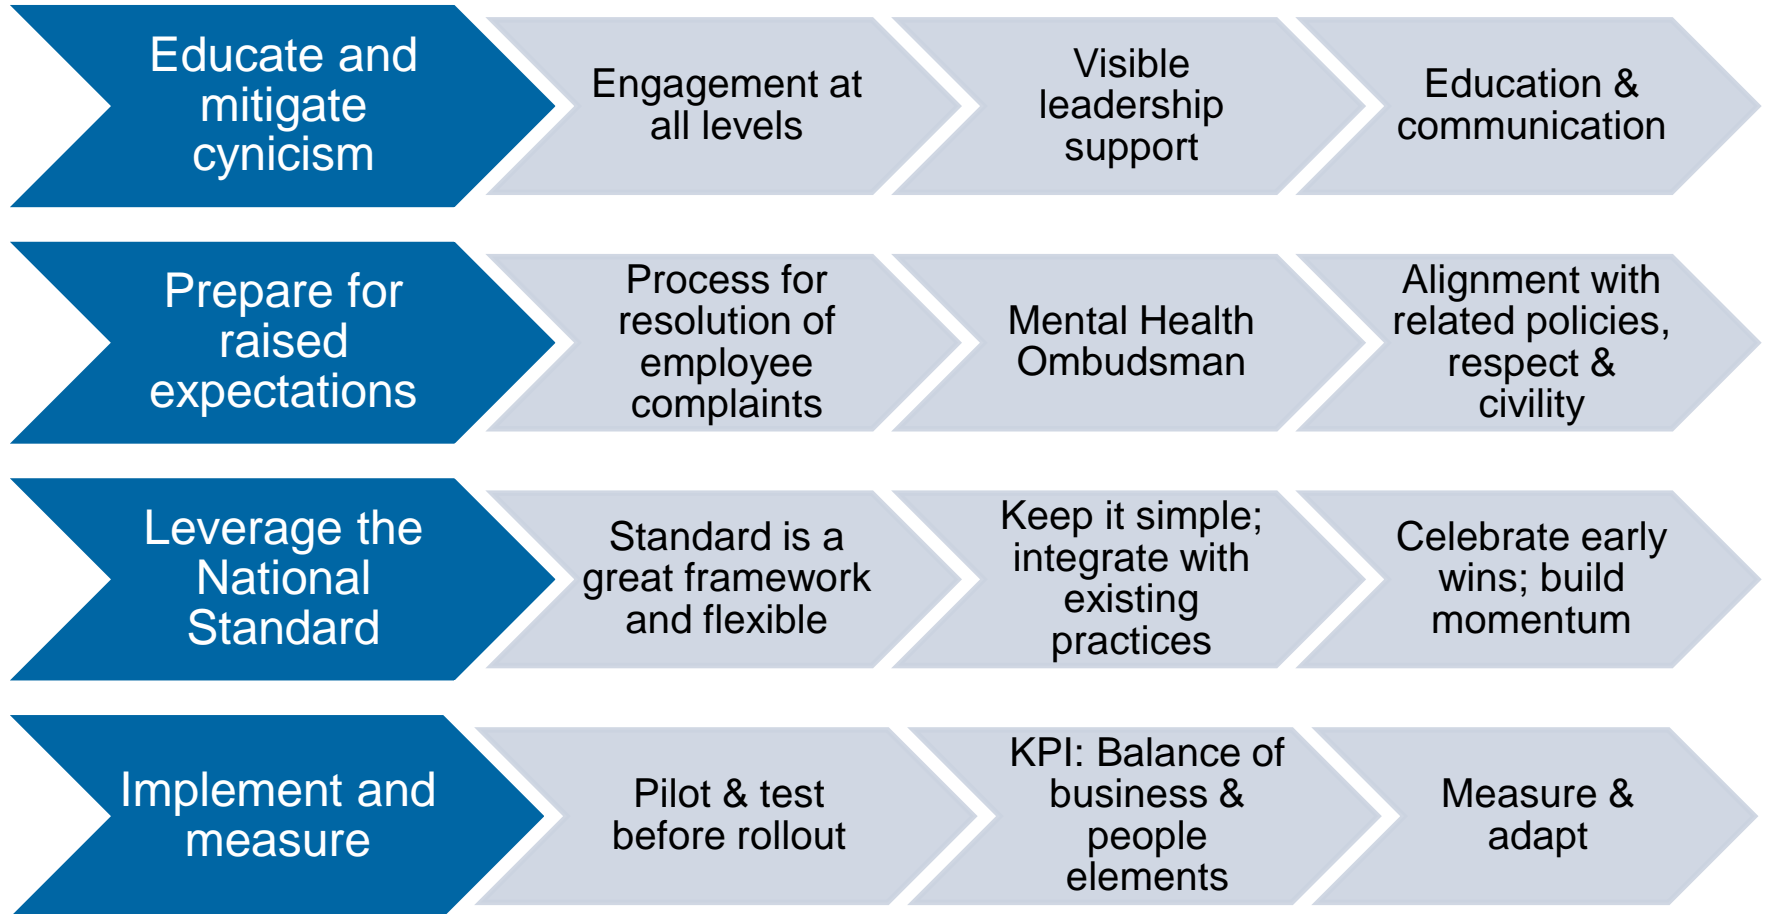 Educate and
mitigate
cynicism
Engagement at
all levels
Visible
leadership
support
Education &
communication
Prepare for
raised
expectations
Process for
resolution of
employee
complaints
Mental Health
Ombudsman
Alignment with
related policies,
respect &
civility
Leverage the
National
Standard
Standard is a
great framework
and flexible
Keep it simple;
integrate with
existing
practices
Celebrate early
wins; build
momentum
Implement and
measure
Pilot & test
before rollout
KPI: Balance of
business &
people
elements
Measure &
adapt